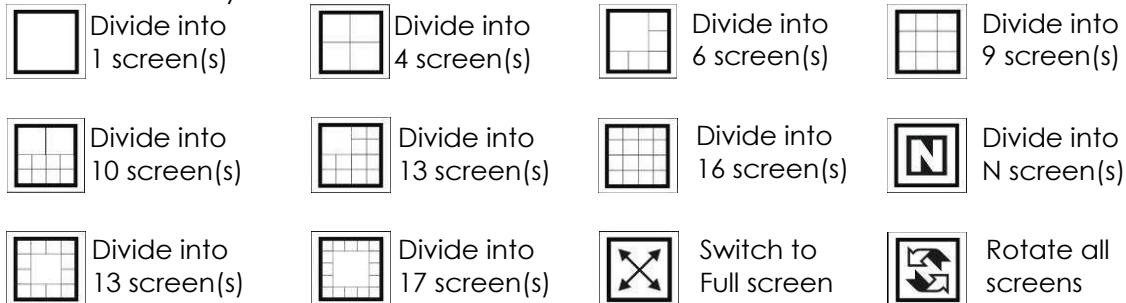 Divide into
1 screen(s)
Divide into
4 screen(s)
Divide into
6 screen(s)
Divide into
9 screen(s)
Divide into
10 screen(s)
Divide into
13 screen(s)
Divide into
16 screen(s)
N
Divide into
N screen(s)
Divide into
13 screen(s)
Divide into
17 screen(s)
Switch to
Full screen
Rotate all
screens